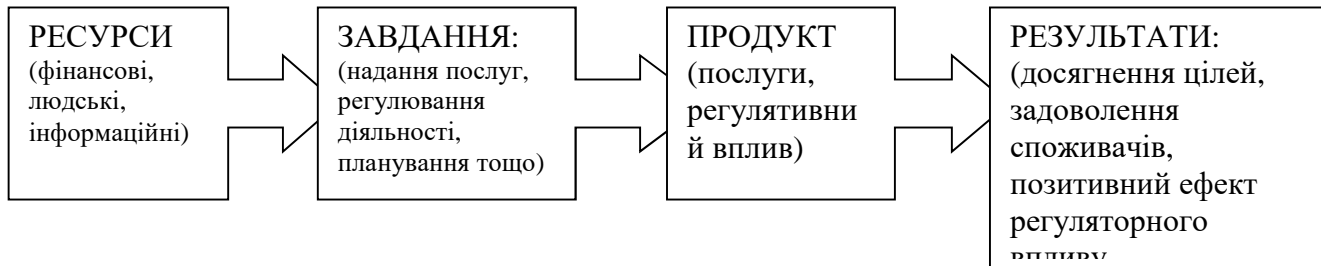 РЕСУРСИ
(фінансові,
людські,
інформаційні)
ЗАВДАННЯ:
(надання послуг,
регулювання
діяльності,
планування тощо)
ПРОДУКТ
(послуги,
регулятивни
й вплив)
РЕЗУЛЬТАТИ:
(досягнення цілей,
задоволення
споживачів,
позитивний ефект
регуляторного
впливу